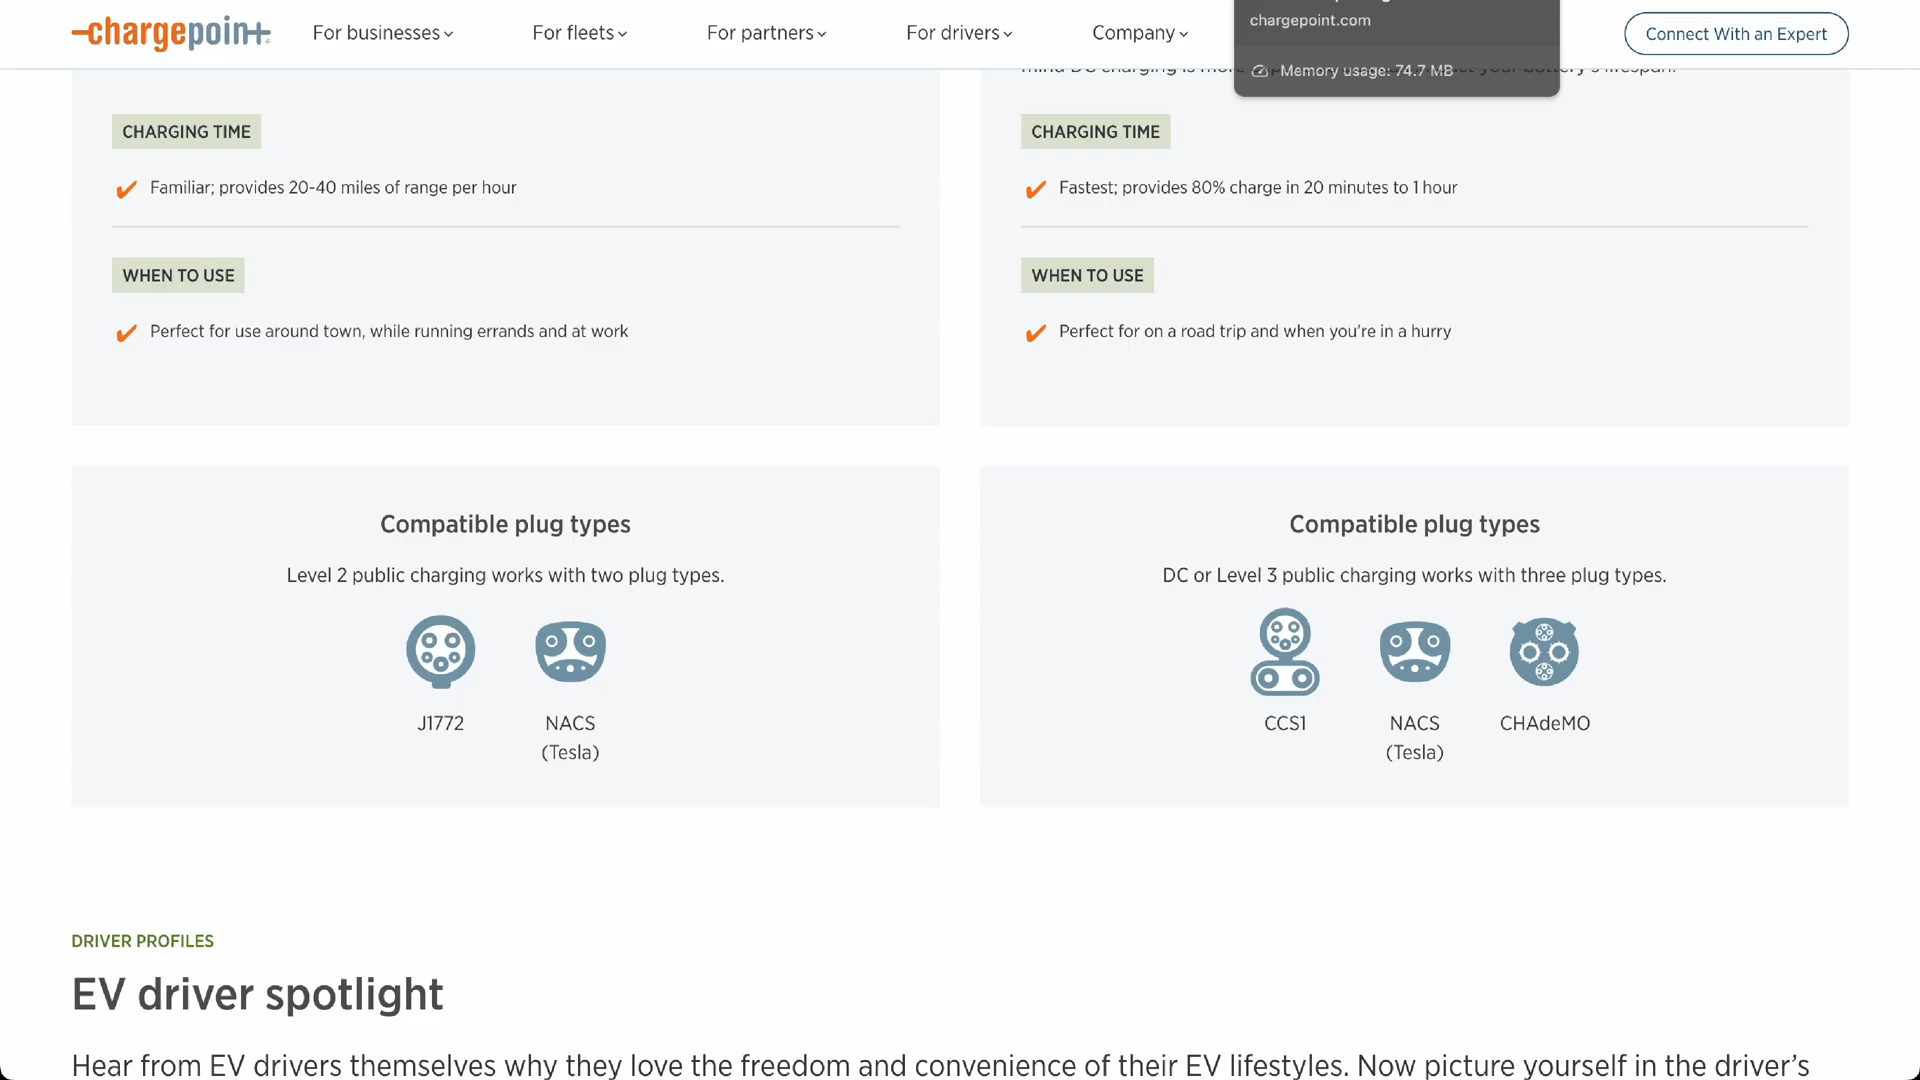 chargepoint
For businesses
For fleets
For partners
For drivers
Company
chargepoint.com
Memory usage: 74.7 MB
Connect With an Expert
CHARGING TIME
Familiar; provides 20-40 miles of range per hour
WHEN TO USE
Perfect for use around town, while running errands and at work
CHARGING TIME
Fastest; provides 80% charge in 20 minutes to 1 hour
WHEN TO USE
Perfect for on a road trip and when you're in a hurry
Compatible plug types
Level 2 public charging works with two plug types.
J1772
NACS
(Tesla)
Compatible plug types
DC or Level 3 public charging works with three plug types.
CCS1
NACS
(Tesla)
CHAdeMO
DRIVER PROFILES
EV driver spotlight
Hear from EV drivers themselves why they love the freedom and convenience of their EV lifestyles. Now picture yourself in the driver's